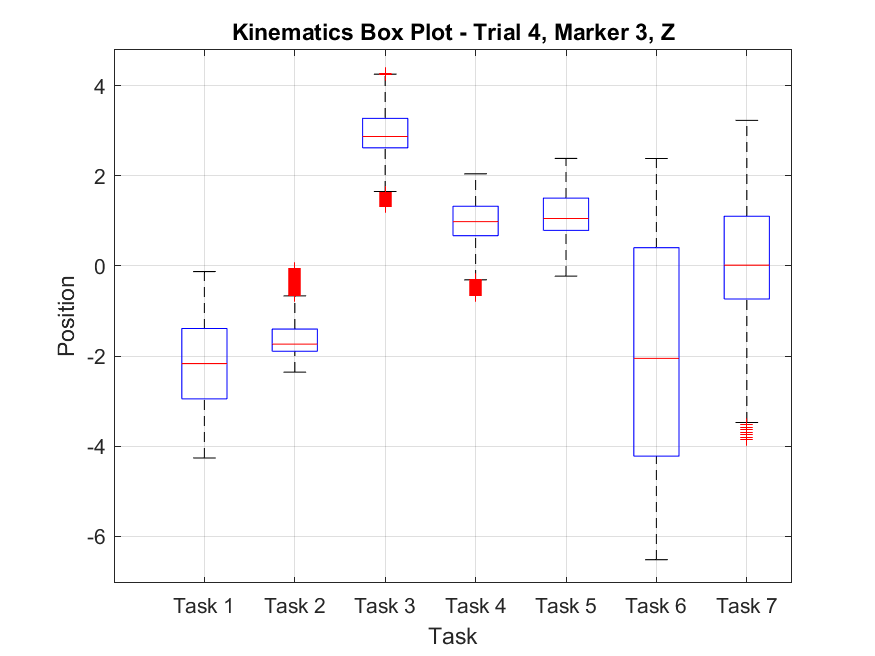 Kinematics Box Plot - Trial 4, Marker 3, Z
4
2
0
-2
-4
-6
Position
Task 1 Task 2 Task 3 Task 4 Task 5 Task 6 Task 7
Task